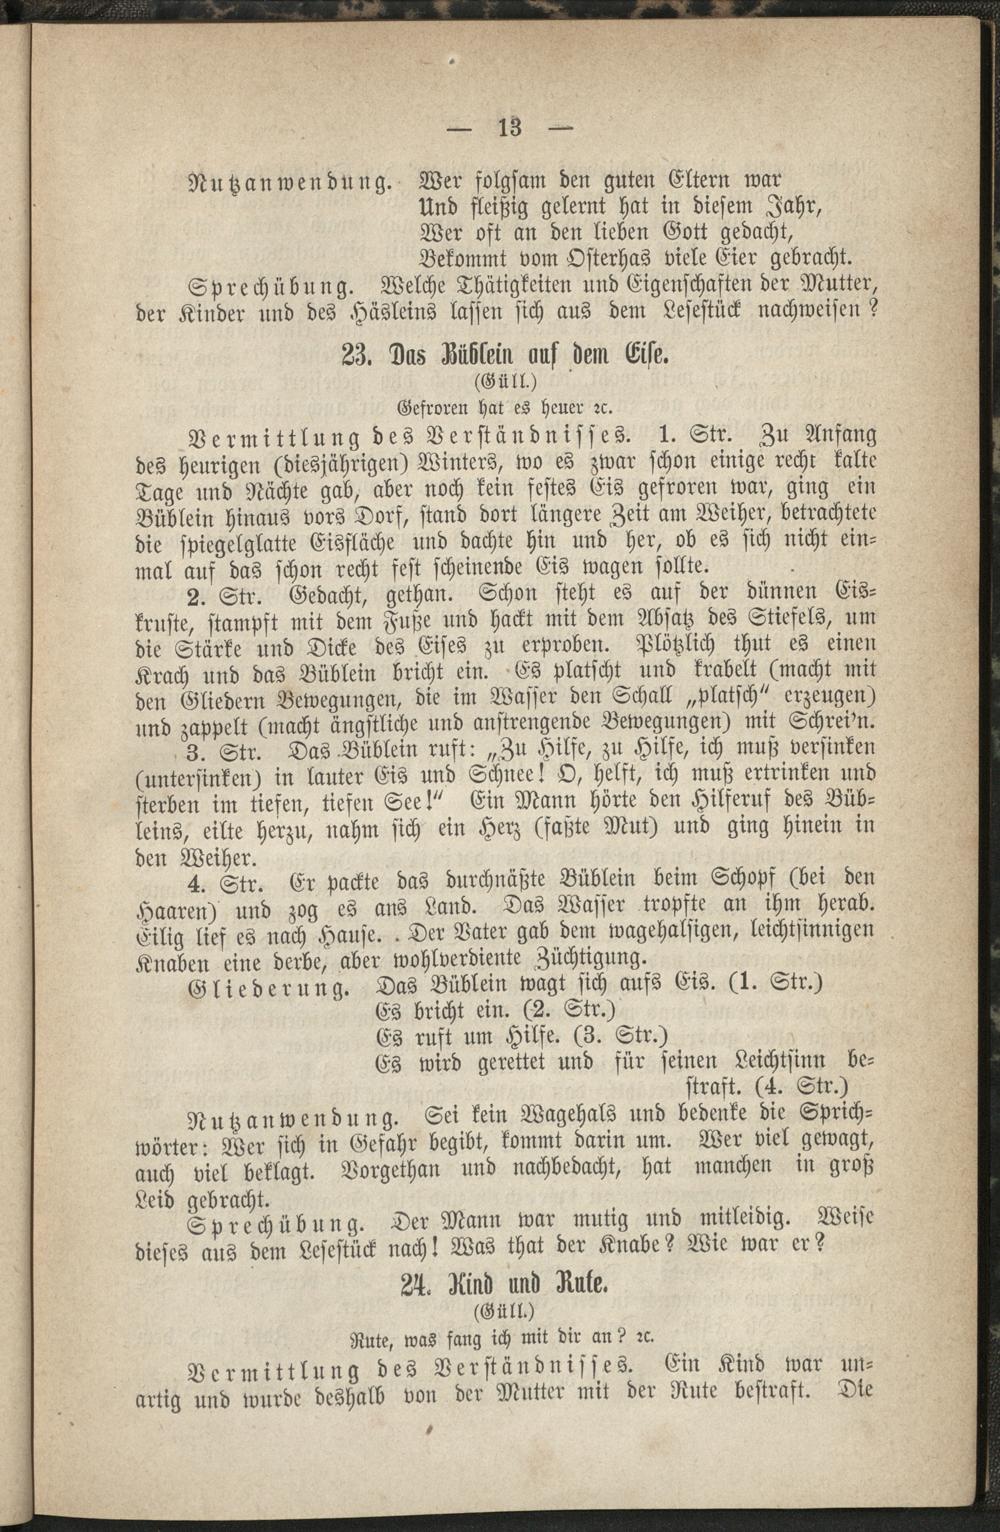 — 13 —
Nutzanwendung. Wer folgsam den guten Eltern war
Und fleißig gelernt hat in diesem Jahr,
Wer oft an den lieben Gott gedacht,
Bekommt vom Osterhas viele Eier gebracht.
Sprechübung. Welche Thätigkeiten und Eigenschaften der Mutter,
der Kinder und des Häsleins lassen sich aus dem Lesestück nachweisen?
23. Das Büblein auf dem Eise.
(Güll.)
Gefroren hat es heuer ꝛc.
Vermittlung des Verständnisses. 1. Str. Zu Anfang
des heurigen (diesjährigen) Winters, wo es zwar schon einige recht kalte
Tage und Nächte gab, aber noch kein festes Eis gefroren war, ging ein
Büblein hinaus vors Dorf, stand dort längere Zeit am Weiher, betrachtete
die spiegelglatte Eisfläche und dachte hin und her, ob es sich nicht ein-
mal auf das schon recht fest scheinende Eis wagen sollte.
2. Str. Gedacht, gethan. Schon steht es auf der dünnen Eis-
kruste, stampft mit dem Fuße und hackt mit dem Absatz des Stiefels, um
die Stärke und Dicke des Eises zu erproben. Plötzlich thut es einen
Krach und das Büblein bricht ein. Es platscht und krabelt (macht mit
den Gliedern Bewegungen, die im Wasser den Schall „platsch“ erzeugen)
und zappelt (macht ängstliche und anstrengende Bewegungen) mit Schrei'n.
3. Str. Das Büblein ruft: „Zu Hilfe, zu Hilfe, ich muß versinken
(untersinken) in lauter Eis und Schnee! O, helft, ich muß ertrinken und
sterben im tiefen, tiefen See!“ Ein Mann hörte den Hilferuf des Büb-
leins, eilte herzu, nahm sich ein Herz (faßte Mut) und ging hinein in
den Weiher.
4. Str. Er packte das durchnäßte Büblein beim Schopf (bei den
Haaren) und zog es ans Land. Das Wasser tropfte an ihm herab.
Eilig lief es nach Hause. Der Vater gab dem wagehalsigen, leichtsinnigen
Knaben eine derbe, aber wohlverdiente Züchtigung.
Gliederung. Das Büblein wagt sich aufs Eis. (1. Str.)
Es bricht ein. (2. Str.)
Es ruft um Hilfe. (3. Str.)
Es wird gerettet und für seinen Leichtsinn be-
straft. (4. Str.)
Nutzanwendung. Sei kein Wagehals und bedenke die Sprich-
wörter: Wer sich in Gefahr begibt, kommt darin um. Wer viel gewagt,
auch viel beklagt. Vorgethan und nachbedacht, hat manchen in groß
Leid gebracht.
Sprechübung. Der Mann war mutig und mitleidig. Weise
dieses aus dem Lesestück nach! Was that der Knabe? Wie war er?
24. Kind und Rute.
(Güll.)
Rute, was fang ich mit dir an? ꝛc.
Vermittlung des Verständnisses. Ein Kind war un-
artig und wurde deshalb von der Mutter mit der Rute bestraft. Die